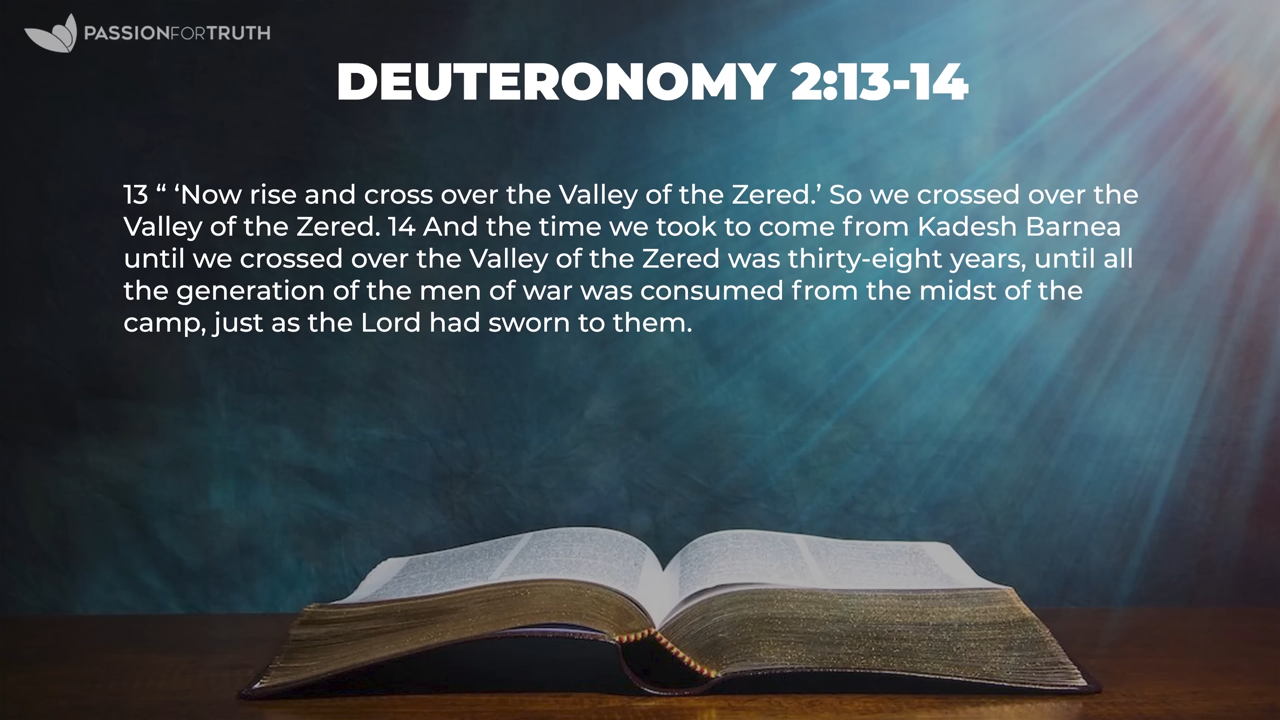 PASSIONFORTRUTH
DEUTERONOMY 2:13-14
13 “ ‘Now rise and cross over the Valley of the Zered.’ So we crossed over the
Valley of the Zered. 14 And the time we took to come from Kadesh Barnea
until we crossed over the Valley of the Zered was thirty-eight years, until all
the generation of the men of war was consumed from the midst of the
camp, just as the Lord had sworn to them.